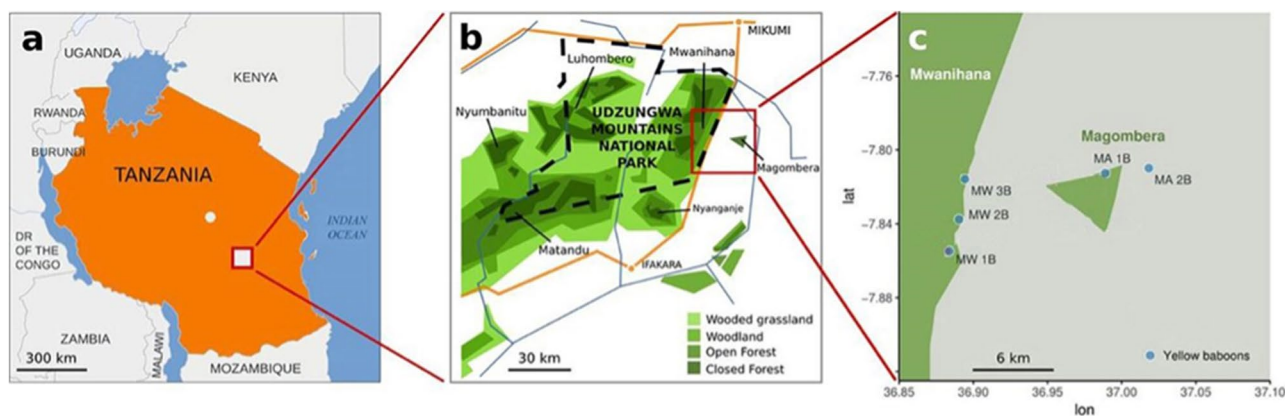 a
UGANDA
KENYA
RWANDA
BURUNDI
TANZANIA
INDIAN
OCEAN
DR
OF THE
CONGO
ZAMBIA
MALAWI
MOZAMBIQUE
300 km
b
MIKUMI
Luhombero
Mwanihana
Nyumbanitu
UDZUNGWA
MOUNTAINS
NATIONAL
PARK
Magombera
Nyanganje
Matandu
IFAKARA
Wooded grassland
Woodland
Open Forest
Closed Forest
30 km
c
Mwanihana
−7.76
Magombera
−7.80
MA 1B
MA 2B
MW 3B
lat
MW 2B
−7.84
MW 1B
−7.88
Yellow baboons
6 km
36.85
36.90
36.95
37.00
37.05
37.10
lon